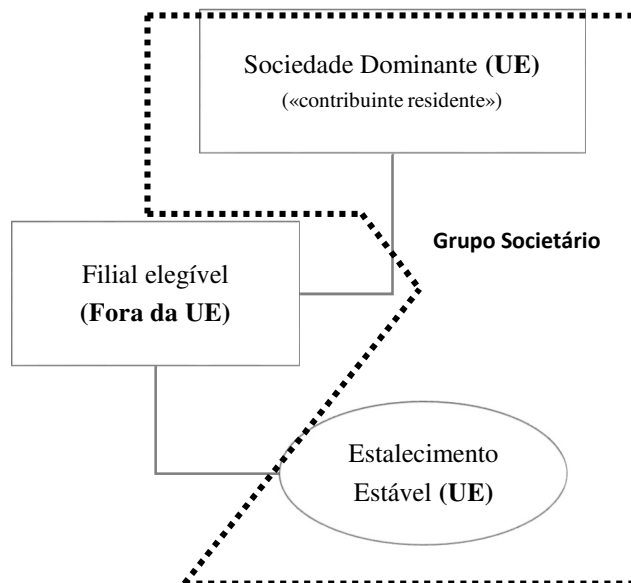 Sociedade Dominante (UE)
(«contribuinte residente»)
Grupo Societário
Filial elegível
(Fora da UE)
Estalecimento
Estável (UE)